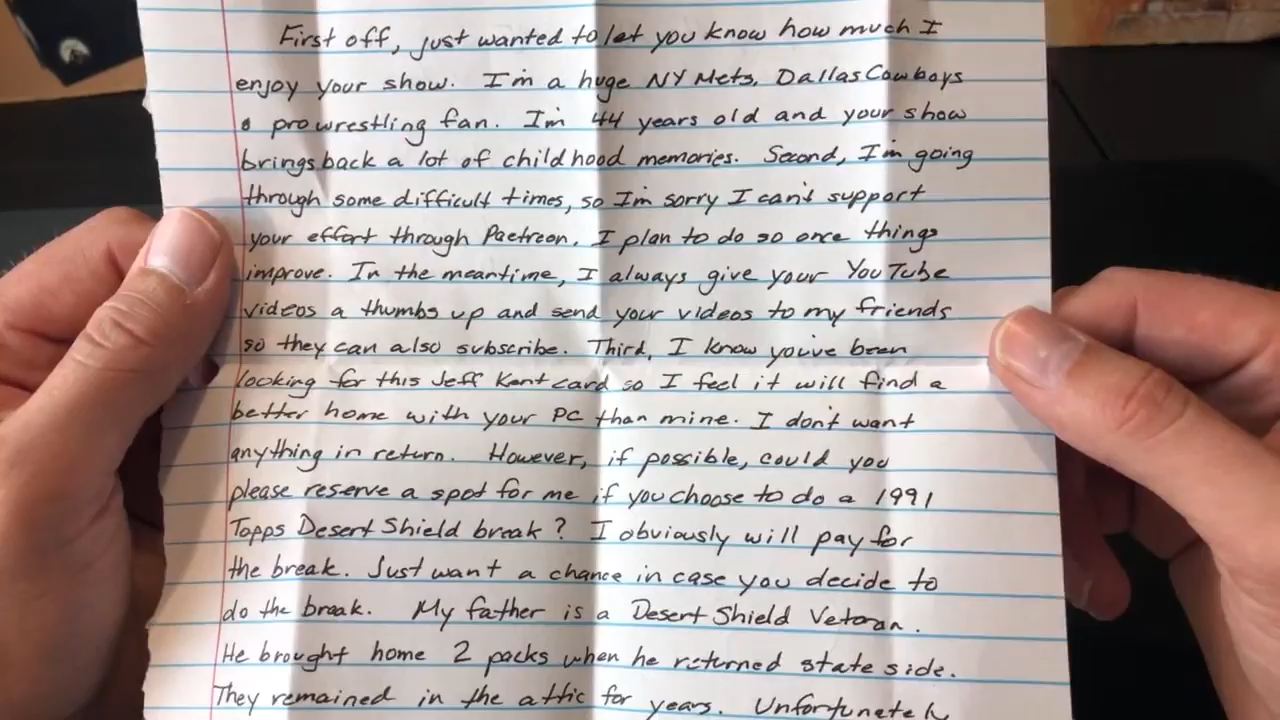 First off, just wanted to let you know how much I
enjoy your show. I'm a huge NY Mets, Dallas Cowboys
& pro wrestling fan. I'm 44 years old and your show
brings back a lot of childhood memories. Second, I'm going
through some difficult times, so I'm sorry I can't support
your effort through Paetreon. I plan to do so once things
improve. In the meantime, I always give your YouTube
videos a thumbs up and send your videos to my friends
so they can also subscribe. Third, I know you've been
looking for this Jeff Kent card so I feel it will find a
better home with your PC than mine. I don't want
anything in return. However, if possible, could you
please reserve a spot for me if you choose to do a 1991
Topps Desert Shield break? I obviously will pay for
the break. Just want a chance in case you decide to
do the break. My father is a Desert Shield Vetoran.
He brought home 2 packs when he returned state side.
They remained in the attic for years. Unfortunately